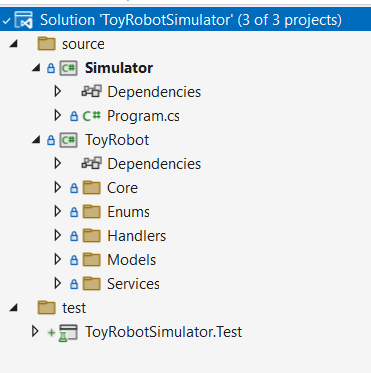 Solution 'ToyRobotSimulator' (3 of 3 projects)
source
C# Simulator
Dependencies
C# Program.cs
C# ToyRobot
Dependencies
Core
Enums
Handlers
Models
Services
test
ToyRobotSimulator.Test